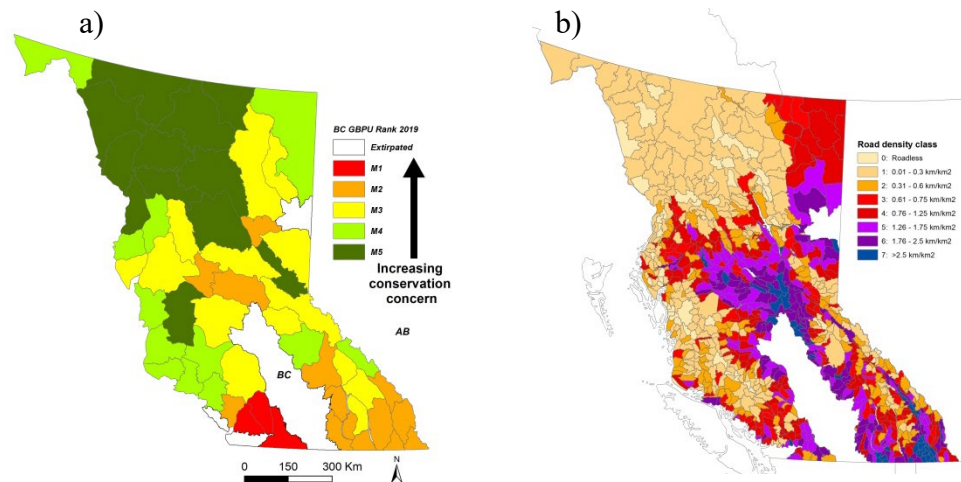 a)
BC GBPU Rank 2019
Extirpated
M1
M2
M3
M4
M5
Increasing
conservation
concern
AB
BC
N
0 150 300 Km
b)
Road density class
0: Roadless
1: 0.01 - 0.3 km/km2
2: 0.31 - 0.6 km/km2
3: 0.61 - 0.75 km/km2
4: 0.76 - 1.25 km/km2
5: 1.26 - 1.75 km/km2
6: 1.76 - 2.5 km/km2
7: >2.5 km/km2